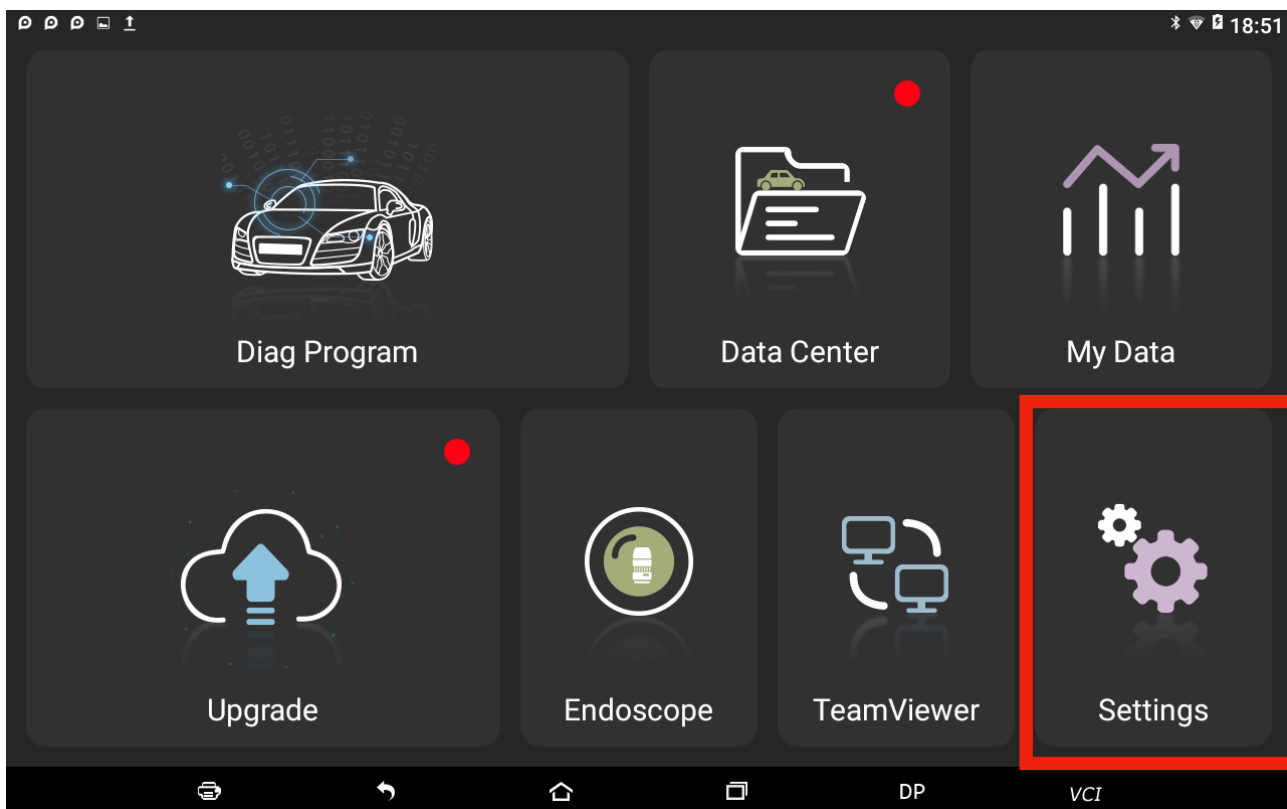 18:51
Diag Program
Data Center
My Data
Upgrade
Endoscope
TeamViewer
Settings
DP
VCI